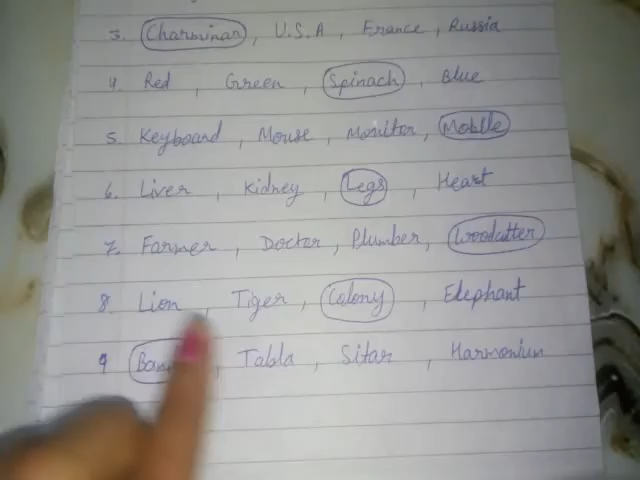 3. Charminar, U.S.A, France, Russia
4. Red, Green, Spinach, Blue
5. Keyboard, Mouse, Monitor, Mobile
6. Liver, Kidney, Legs, Heart
7. Farmer, Doctor, Plumber, Woodcutter
8. Lion, Tiger, Colony, Elephant
9 , Tabla, Sitar, Harmonium